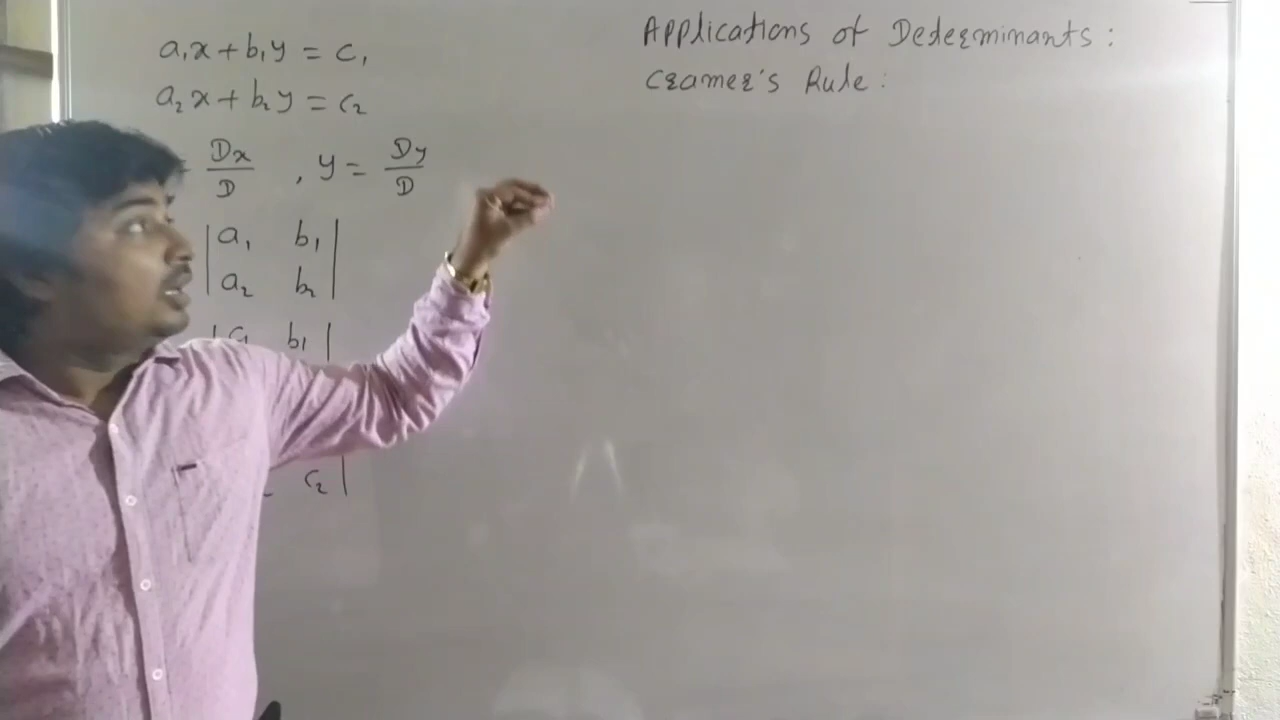 a₁x + b₁y = c₁
a₂x + b₂y = c₂
Dx/D , y = Dy/D
| a₁ b₁ |
| a₂ b₂ |
b₁ |
c₂ |
Applications of Determinants :
Cramer's Rule :